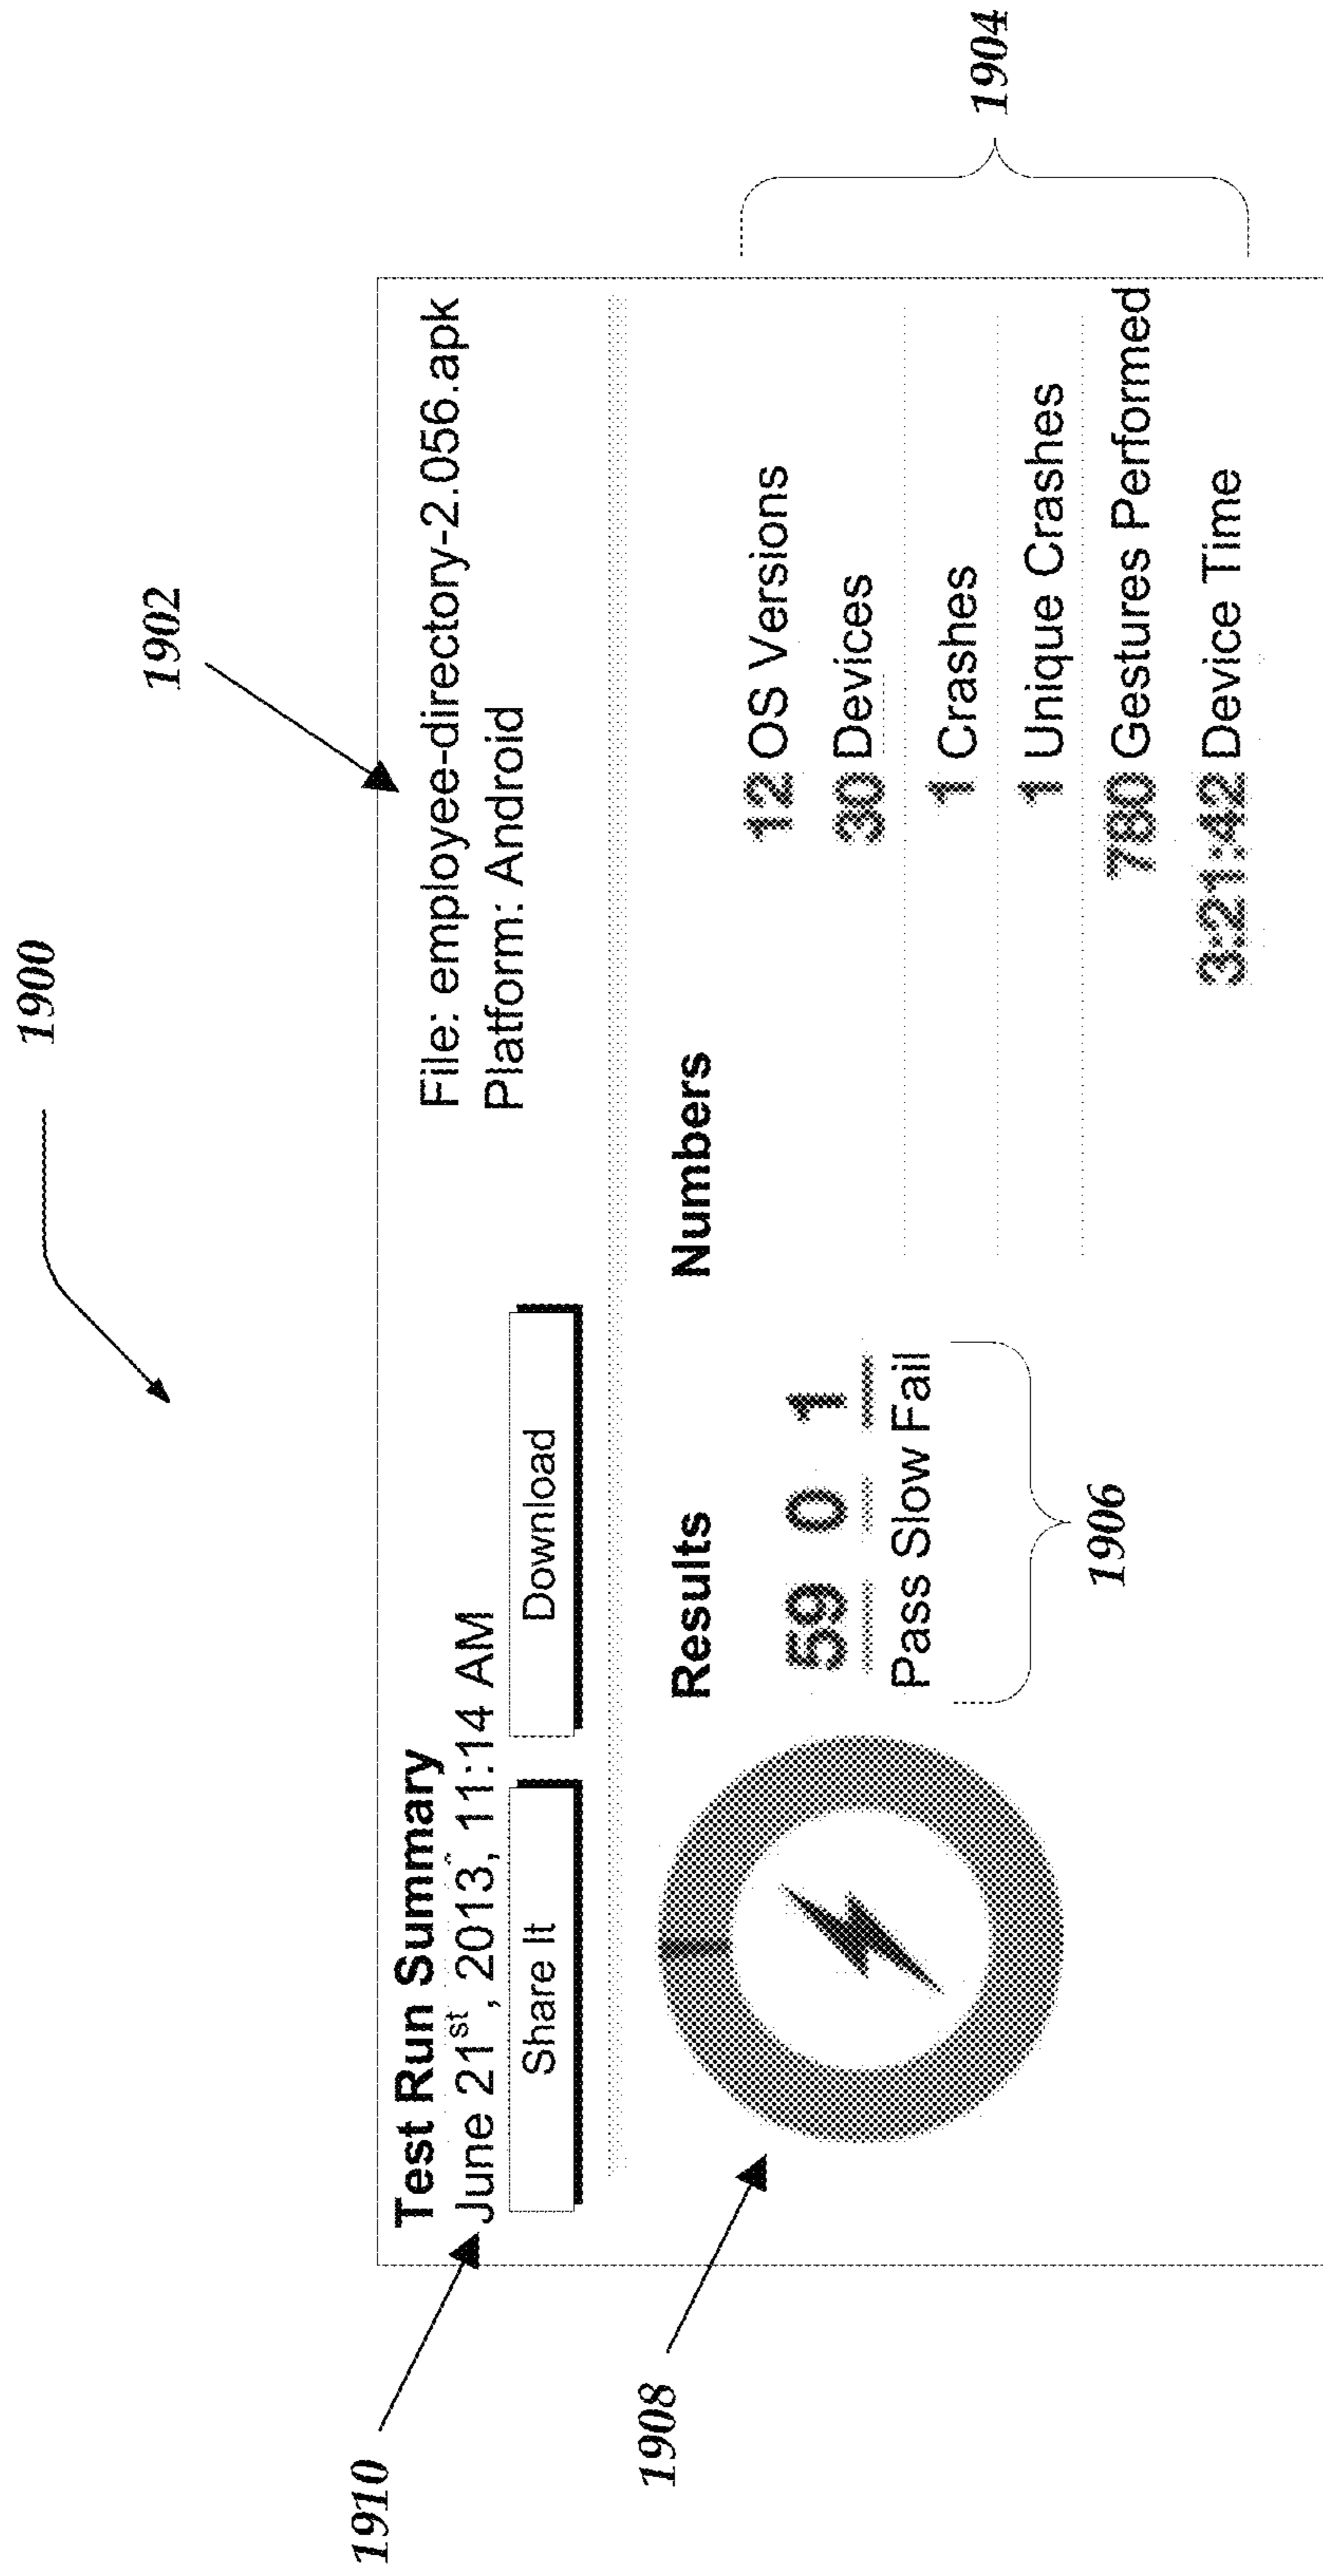 1900
1902
Test Run Summary
June 21st, 2013, 11:14 AM
File: employee-directory-2.056.apk
Platform: Android
1910
Share It
Download
Results
Numbers
59 0 1
Pass Slow Fail
12 OS Versions
30 Devices
1 Crashes
1 Unique Crashes
780 Gestures Performed
3:21:42 Device Time
1904
1906
1908